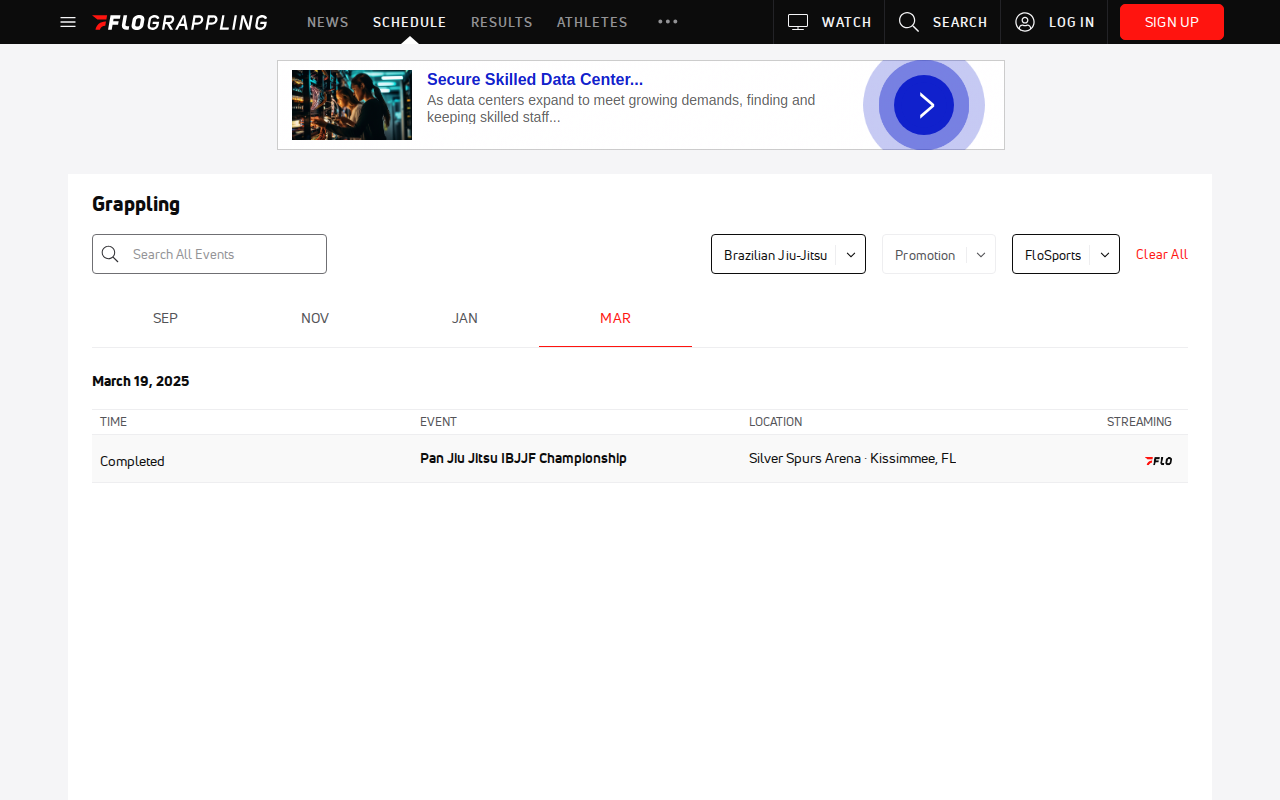 FLOGRAPPLING
NEWS
SCHEDULE
RESULTS
ATHLETES
WATCH
SEARCH
LOG IN
SIGN UP
Secure Skilled Data Center...
As data centers expand to meet growing demands, finding and
keeping skilled staff...
Grappling
Search All Events
Brazilian Jiu-Jitsu
Promotion
FloSports
Clear All
SEP
NOV
JAN
MAR
March 19, 2025
TIME
EVENT
LOCATION
STREAMING
Completed
Pan Jiu Jitsu IBJJF Championship
Silver Spurs Arena · Kissimmee, FL
FLO